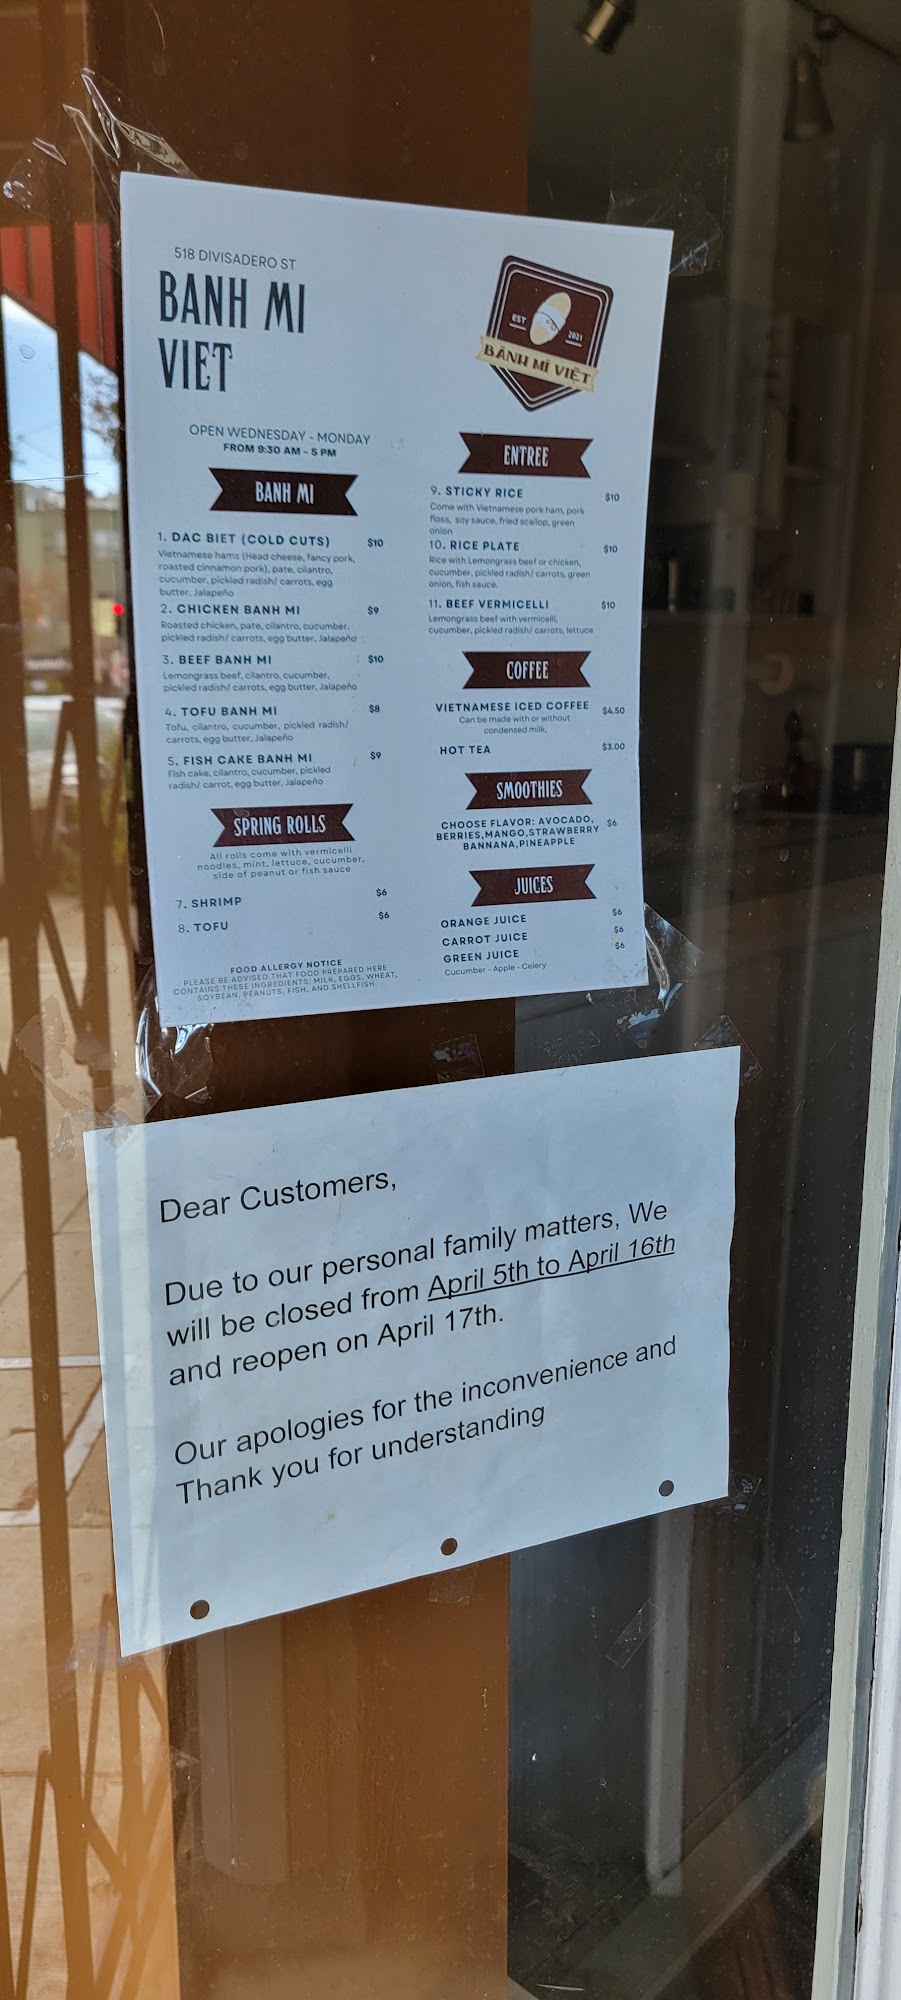 518 DIVISADERO ST
BANH MI
VIET
EST
2021
BÁNH MÌ VIỆT
OPEN WEDNESDAY - MONDAY
FROM 9:30 AM - 5 PM
BANH MI
1. DAC BIET (COLD CUTS) $10
Vietnamese hams (Head cheese, fancy pork,
roasted cinnamon pork), pate, cilantro,
cucumber, pickled radish/ carrots, egg
butter, Jalapeño
2. CHICKEN BANH MI $9
Roasted chicken, pate, cilantro, cucumber,
pickled radish/ carrots, egg butter, Jalapeño
3. BEEF BANH MI $10
Lemongrass beef, cilantro, cucumber,
pickled radish/ carrots, egg butter, Jalapeño
4. TOFU BANH MI $8
Tofu, cilantro, cucumber, pickled radish/
carrots, egg butter, Jalapeño
5. FISH CAKE BANH MI $9
Fish cake, cilantro, cucumber, pickled
radish/ carrot, egg butter, Jalapeño
SPRING ROLLS
All rolls come with vermicelli
noodles, mint, lettuce, cucumber,
side of peanut or fish sauce
7. SHRIMP $6
8. TOFU $6
FOOD ALLERGY NOTICE
PLEASE BE ADVISED THAT FOOD PREPARED HERE
CONTAINS THESE INGREDIENTS: MILK, EGGS, WHEAT,
SOYBEAN, PEANUTS, FISH, AND SHELLFISH.
ENTREE
9. STICKY RICE $10
Come with Vietnamese pork ham, pork
floss, soy sauce, fried scallop, green
onion
10. RICE PLATE $10
Rice with Lemongrass beef or chicken,
cucumber, pickled radish/ carrots, green
onion, fish sauce.
11. BEEF VERMICELLI $10
Lemongrass beef with vermicelli,
cucumber, pickled radish/ carrots, lettuce
COFFEE
VIETNAMESE ICED COFFEE $4.50
Can be made with or without
condensed milk,
HOT TEA $3.00
SMOOTHIES
CHOOSE FLAVOR: AVOCADO, $6
BERRIES,MANGO,STRAWBERRY
BANNANA,PINEAPPLE
JUICES
ORANGE JUICE $6
CARROT JUICE $6
GREEN JUICE $6
Cucumber - Apple - Celery
Dear Customers,
Due to our personal family matters, We
will be closed from April 5th to April 16th
and reopen on April 17th.
Our apologies for the inconvenience and
Thank you for understanding